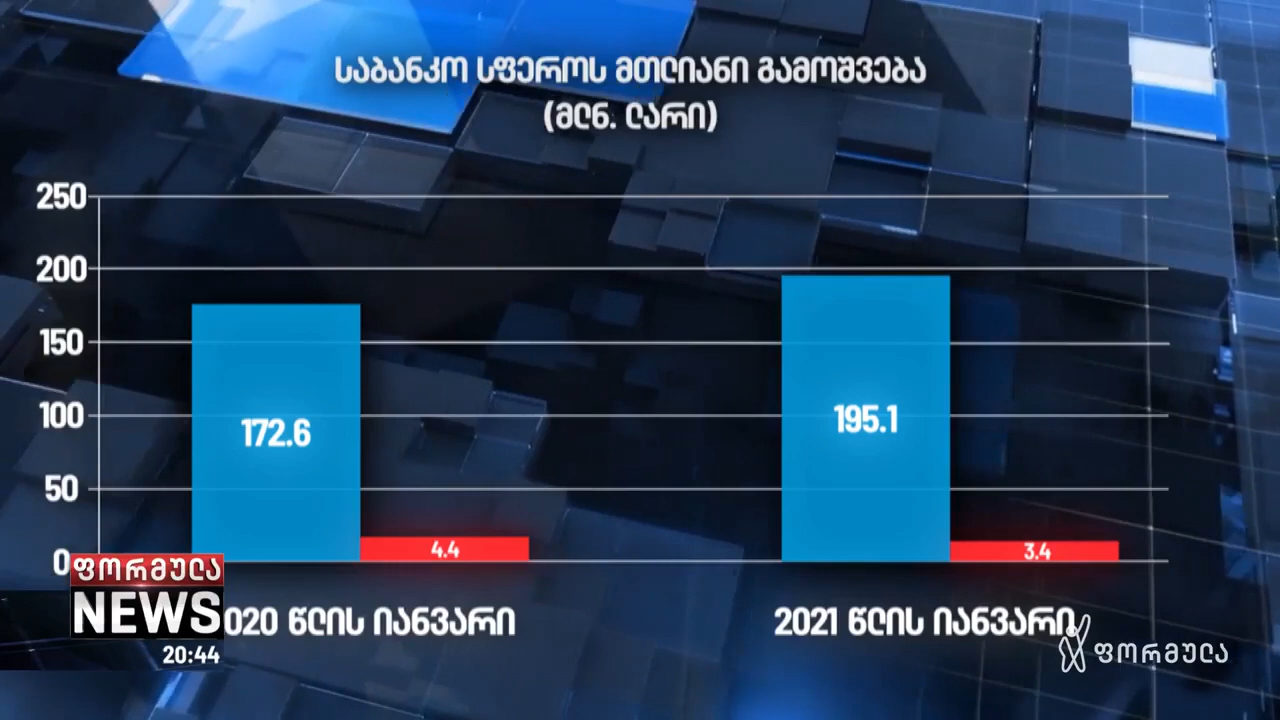 საბანკო სფეროს მთლიანი გამოშვება
(მლნ. ლარი)
250
200
150
100
50
0
172.6
4.4
195.1
3.4
020 წლის იანვარი
2021 წლის იანვარი
ფორმულა
NEWS
20:44
ფორმულა